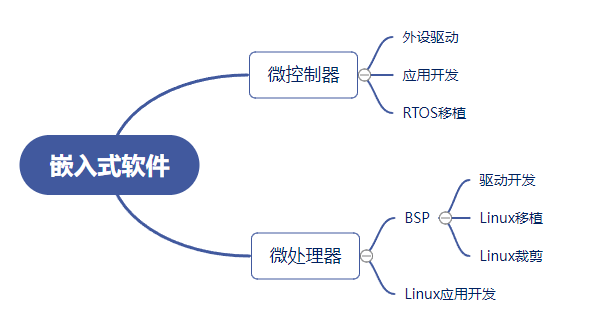 嵌入式软件
微控制器
外设驱动
应用开发
RTOS移植
微处理器
BSP
驱动开发
Linux移植
Linux裁剪
Linux应用开发